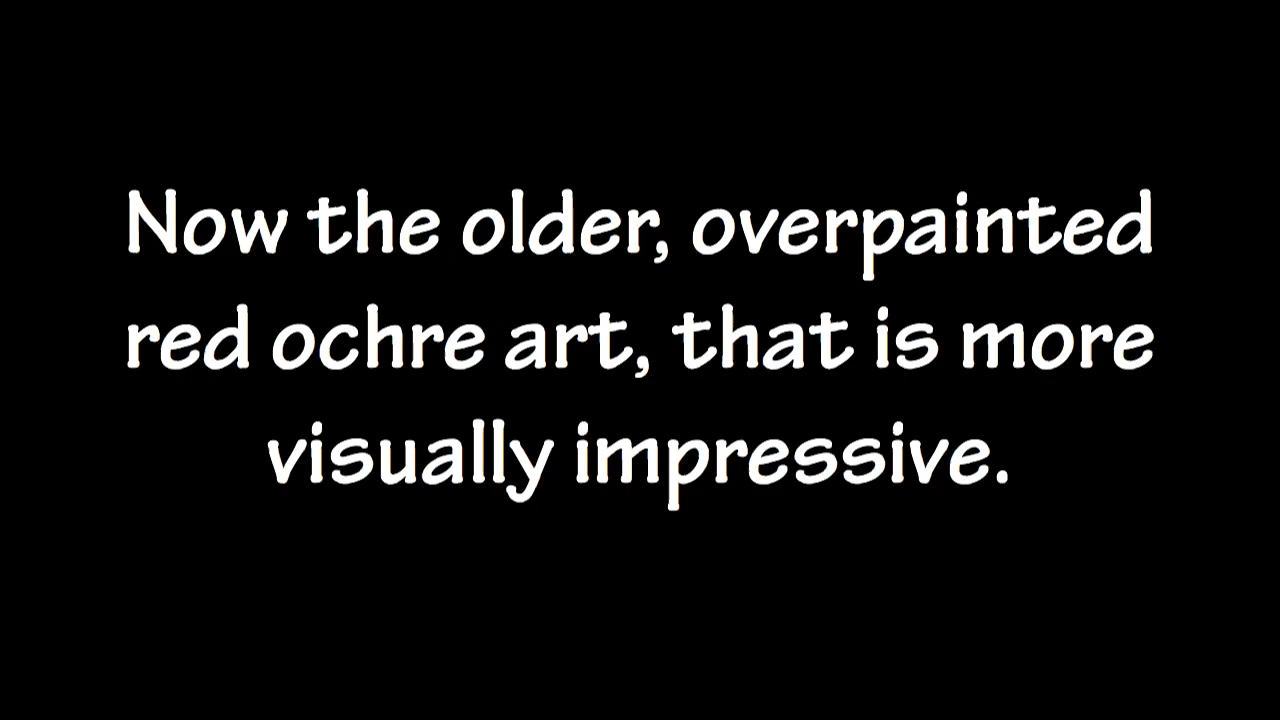 Now the older, overpainted
red ochre art, that is more
visually impressive.